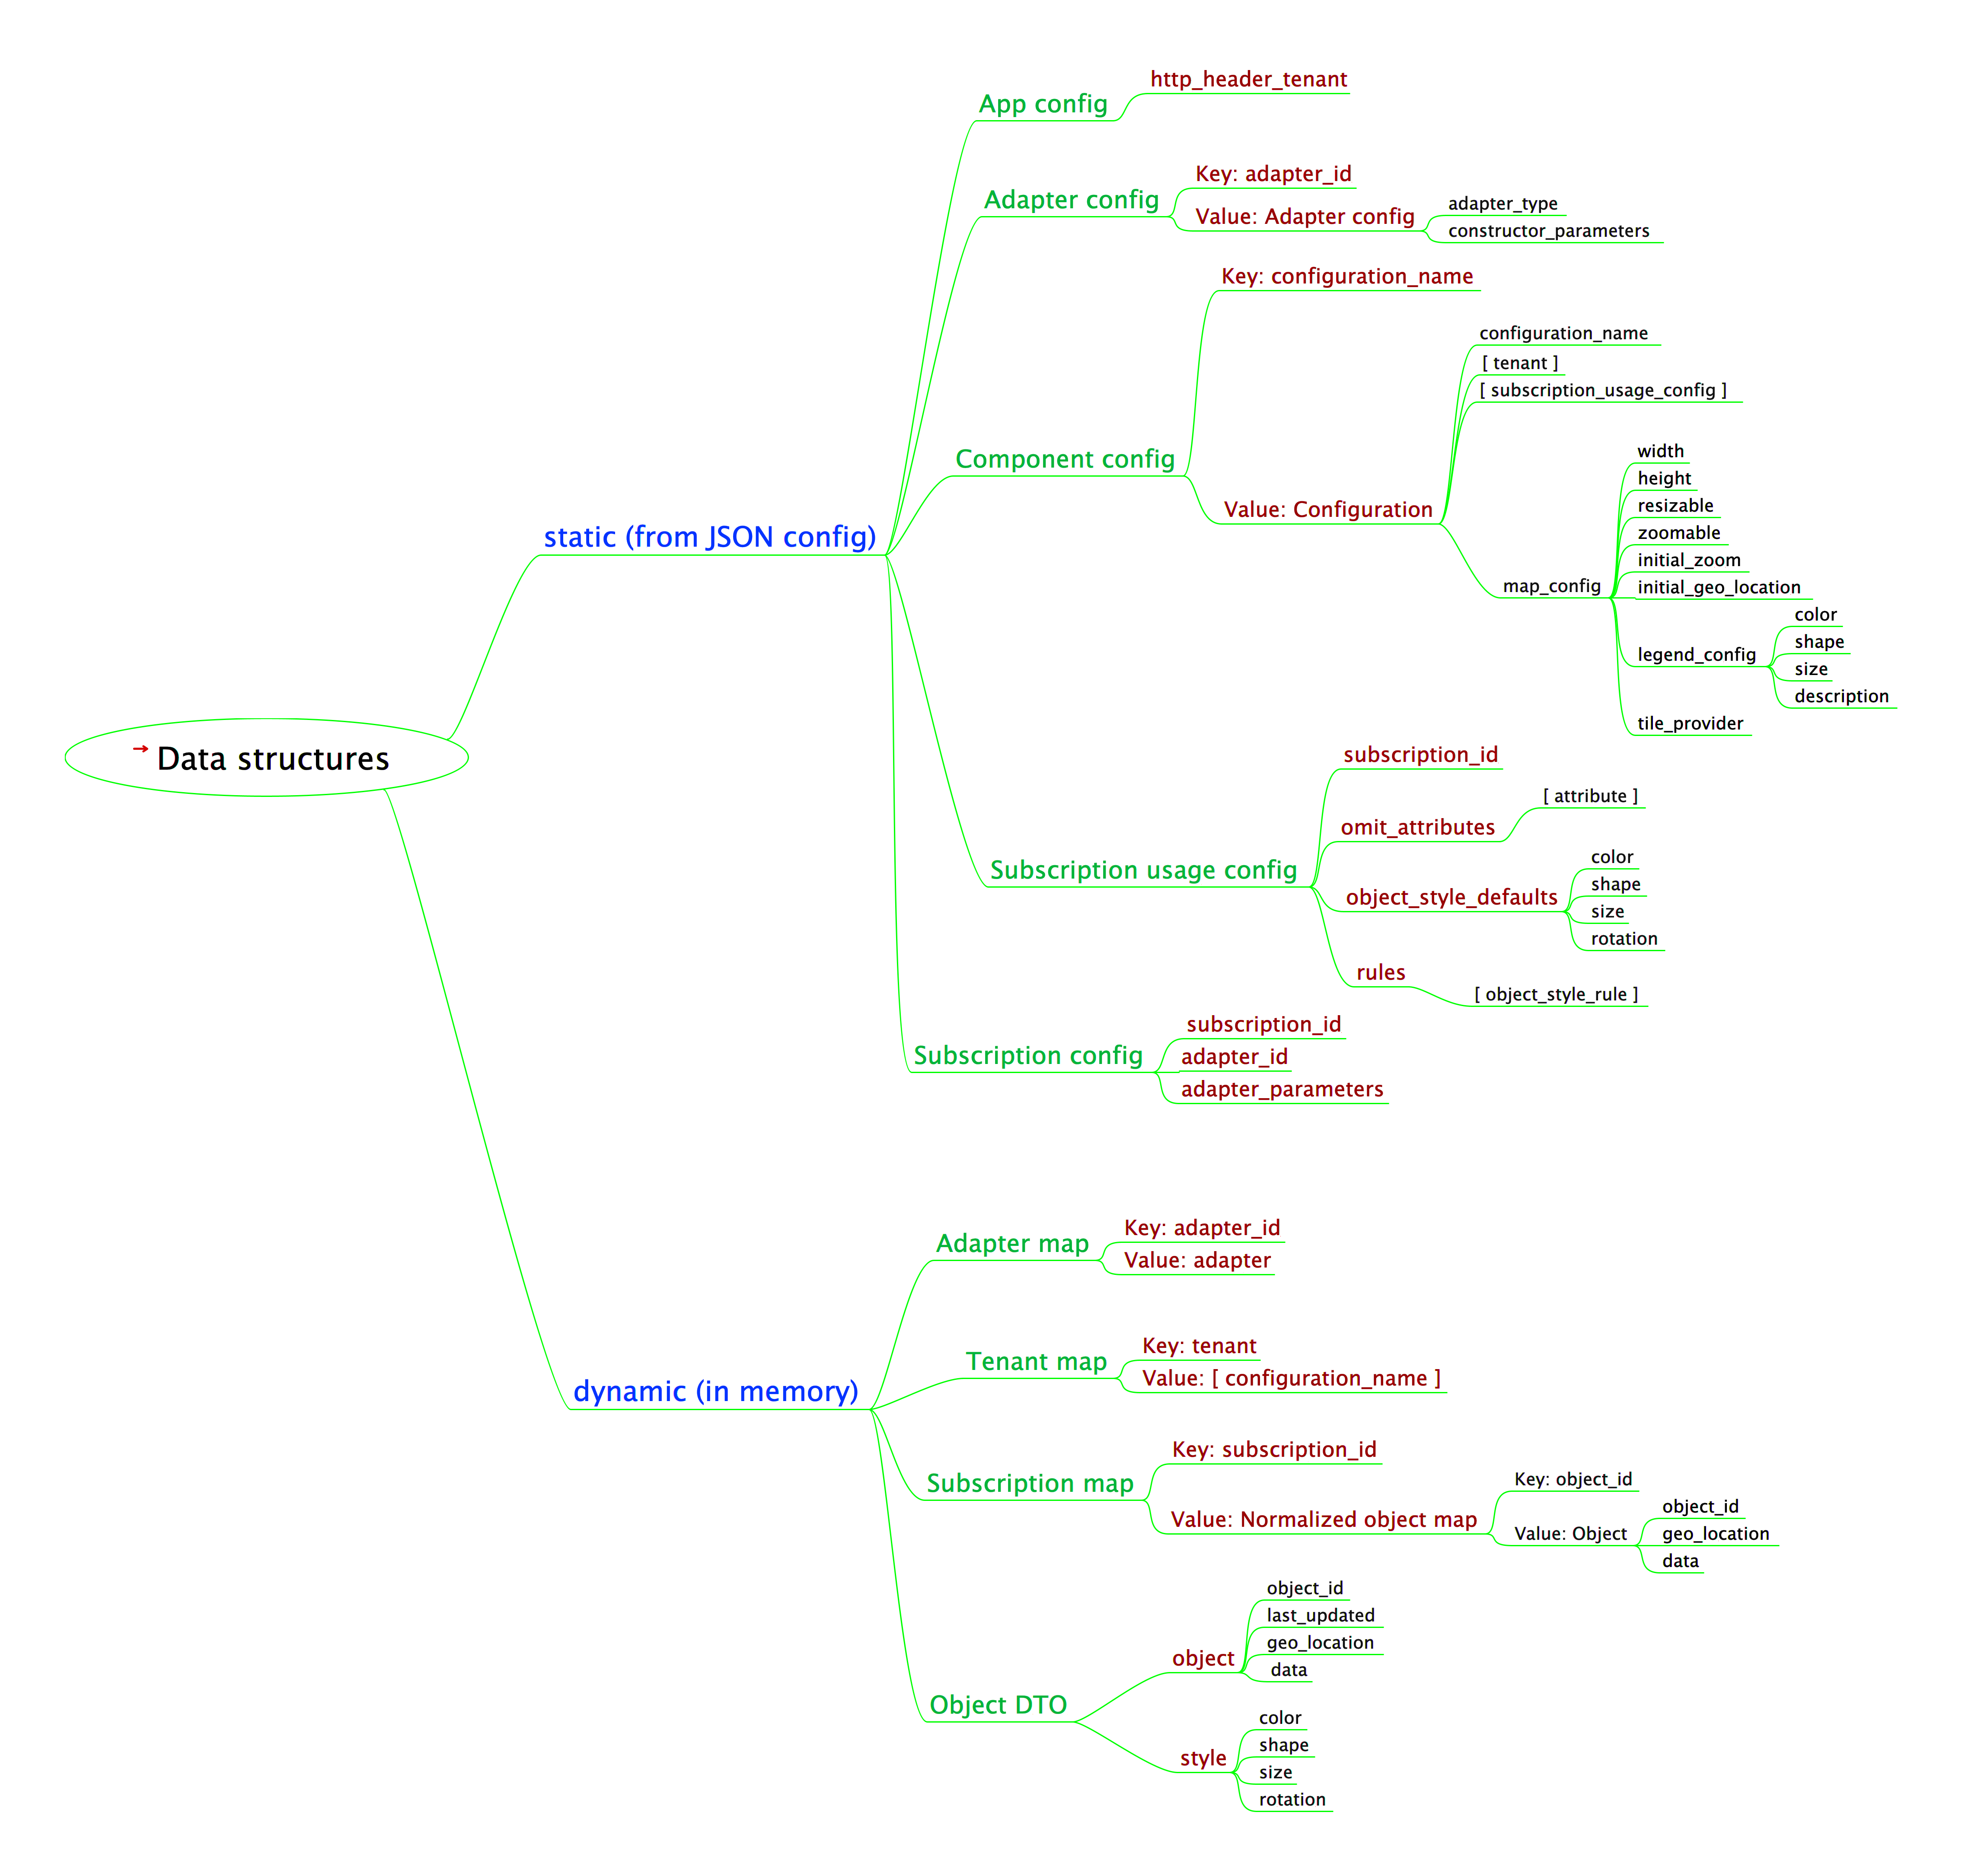 → Data structures
static (from JSON config)
App config
http_header_tenant
Adapter config
Key: adapter_id
Value: Adapter config
adapter_type
constructor_parameters
Component config
Key: configuration_name
Value: Configuration
configuration_name
[ tenant ]
[ subscription_usage_config ]
map_config
width
height
resizable
zoomable
initial_zoom
initial_geo_location
legend_config
color
shape
size
description
tile_provider
Subscription usage config
subscription_id
omit_attributes
[ attribute ]
object_style_defaults
color
shape
size
rotation
rules
[ object_style_rule ]
Subscription config
subscription_id
adapter_id
adapter_parameters
dynamic (in memory)
Adapter map
Key: adapter_id
Value: adapter
Tenant map
Key: tenant
Value: [ configuration_name ]
Subscription map
Key: subscription_id
Value: Normalized object map
Key: object_id
Value: Object
object_id
geo_location
data
Object DTO
object
object_id
last_updated
geo_location
data
style
color
shape
size
rotation